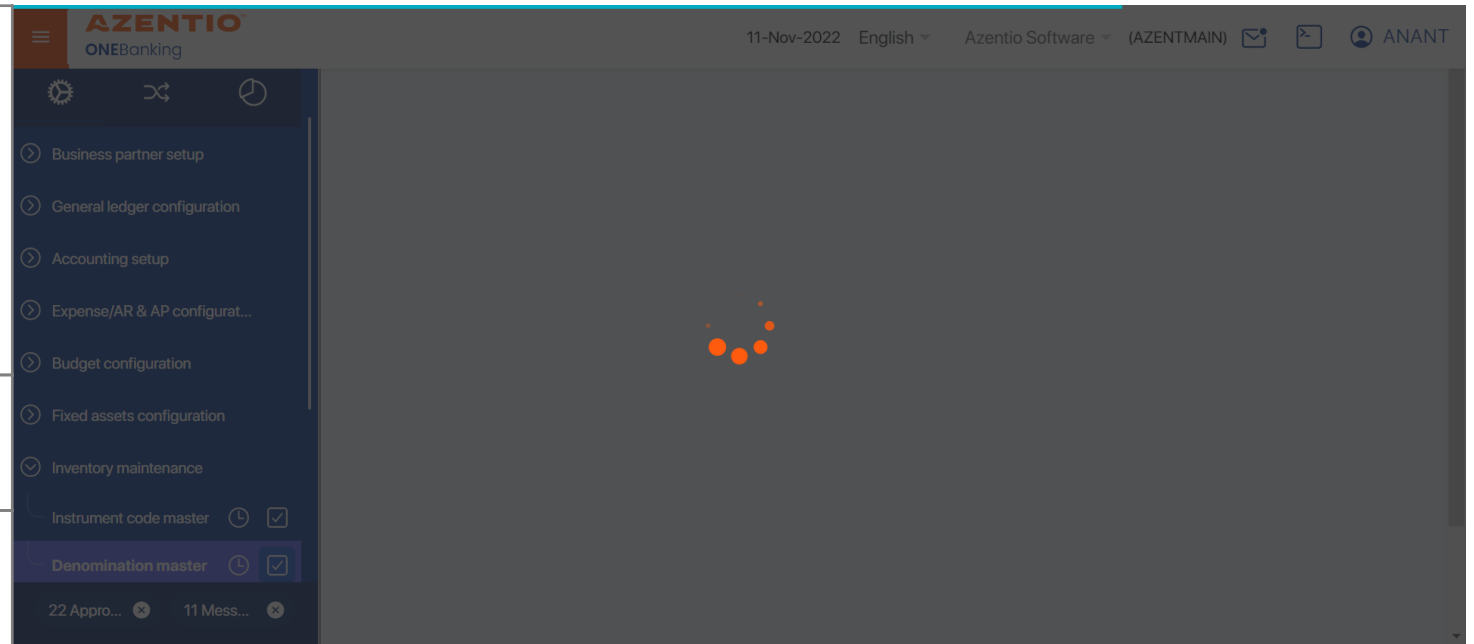 AZENTIO
ONEBanking
11-Nov-2022 English Azentio Software (AZENTMAIN) ANANT
Business partner setup
General ledger configuration
Accounting setup
Expense/AR & AP configurat...
Budget configuration
Fixed assets configuration
Inventory maintenance
Instrument code master
Denomination master
22 Appro... 11 Mess...